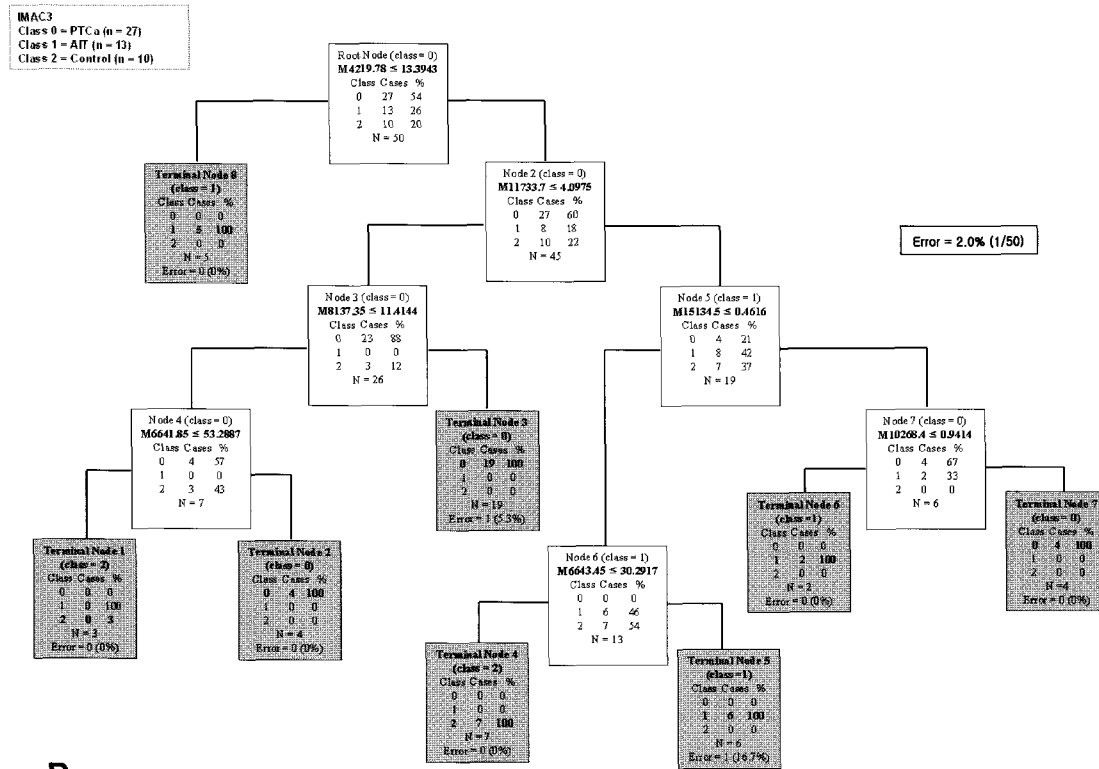 IMAC3
Class 0 = PTCa (n = 27)
Class 1 = AIT (n = 13)
Class 2 = Control (n = 10)
Root Node (class = 0)
M4219.78 ≤ 13.3943
Class Cases %
0 27 54
1 13 26
2 10 20
N = 50
Terminal Node 8
(class = 1)
Class Cases %
0 0 0
1 5 100
2 0 0
N = 5
Error = 0 (0%)
Node 2 (class = 0)
M11733.7 ≤ 4.0975
Class Cases %
0 27 60
1 8 18
2 10 22
N = 45
Error = 2.0% (1/50)
Node 3 (class = 0)
M8137.35 ≤ 11.4144
Class Cases %
0 23 88
1 0 0
2 3 12
N = 26
Node 5 (class = 1)
M15134.5 ≤ 0.4616
Class Cases %
0 4 21
1 8 42
2 7 37
N = 19
Node 4 (class = 0)
M6641.85 ≤ 53.2887
Class Cases %
0 4 57
1 0 0
2 3 43
N = 7
Terminal Node 3
(class = 0)
Class Cases %
0 19 100
1 0 0
2 0 0
N = 19
Error = 1 (5.3%)
Node 7 (class = 0)
M10268.4 ≤ 0.9414
Class Cases %
0 4 67
1 2 33
2 0 0
N = 6
Terminal Node 6
(class =1)
Class Cases %
0 0 0
1 2 100
2 0 0
N = 2
Error = 0 (0%)
Terminal Node 7
(class = 0)
Class Cases %
0 4 100
1 0 0
2 0 0
N =4
Error = 0 (0%)
Terminal Node 1
(class = 2)
Class Cases %
0 0 0
1 0 100
2 0 3
N = 3
Error = 0 (0%)
Terminal Node 2
(class = 0)
Class Cases %
0 4 100
1 0 0
2 0 0
N = 4
Error = 0 (0%)
Node 6 (class = 1)
M6643.45 ≤ 30.2917
Class Cases %
0 0 0
1 6 46
2 7 54
N = 13
Terminal Node 4
(class = 2)
Class Cases %
0 0 0
1 0 0
2 7 100
N = 7
Error = 0 (0%)
Terminal Node 5
(class =1)
Class Cases %
0 0 0
1 6 100
2 0 0
N = 6
Error = 1 (16.7%)